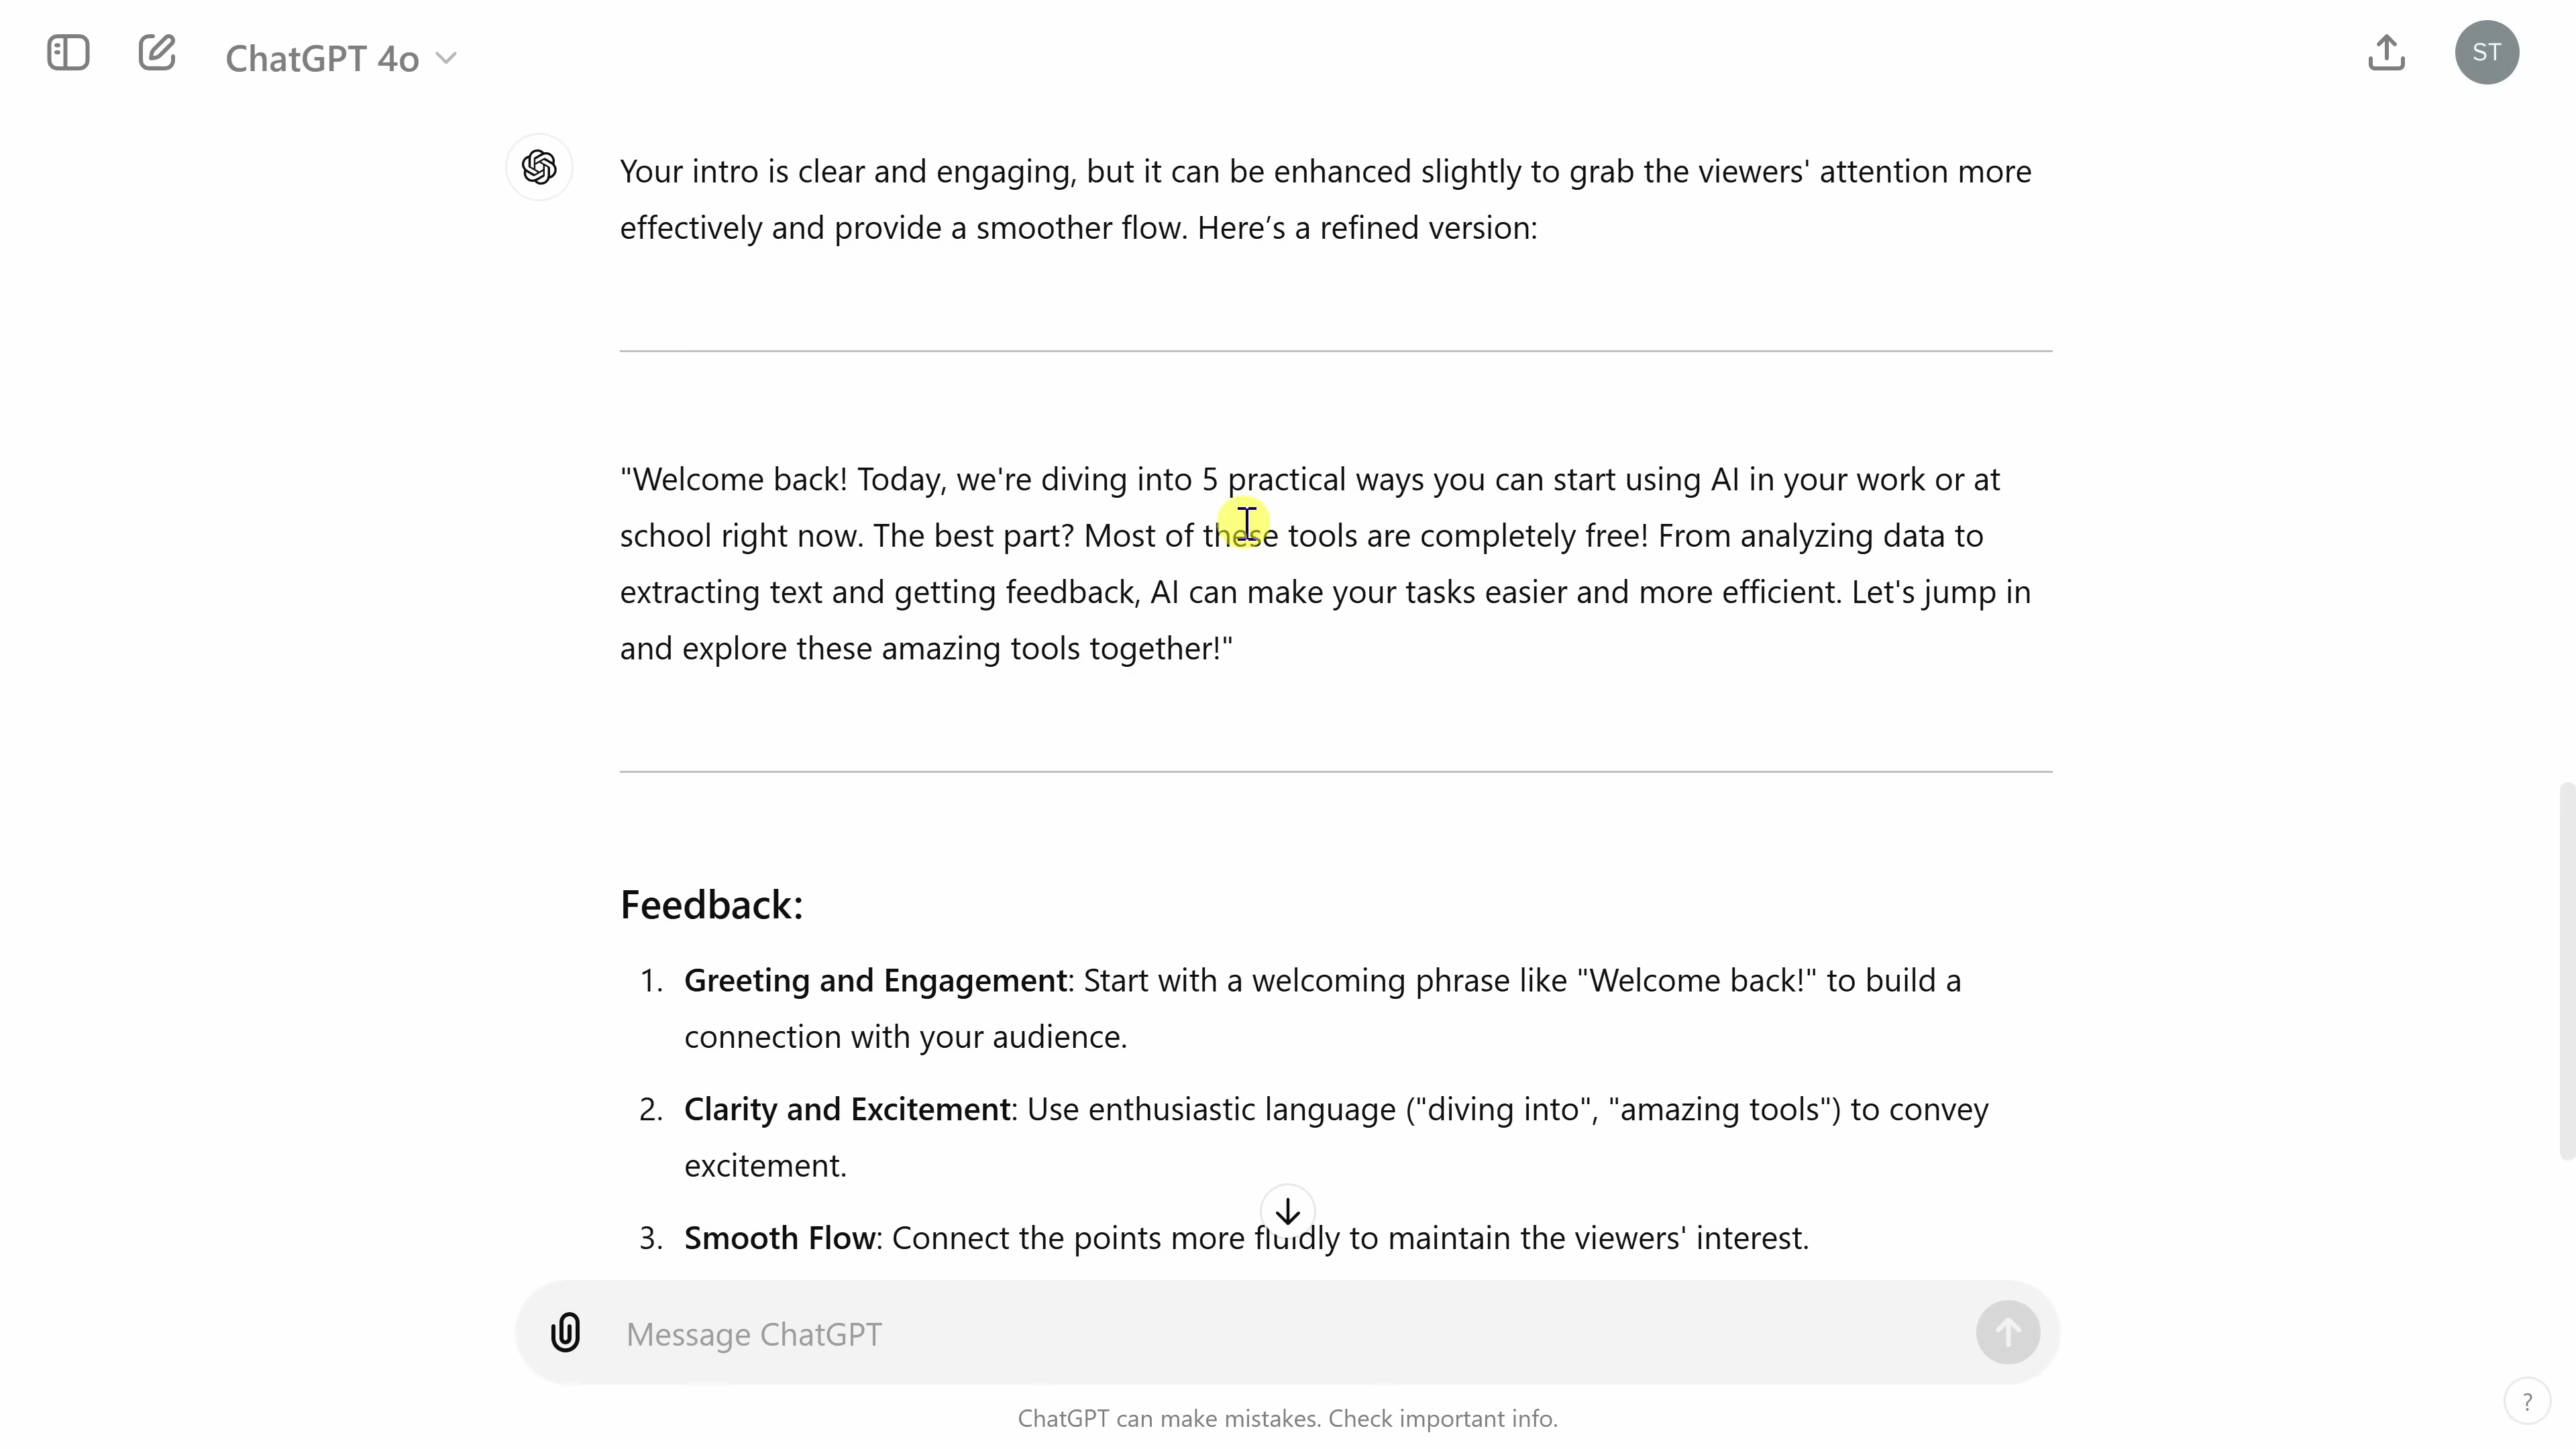 ChatGPT 4o
ST
Your intro is clear and engaging, but it can be enhanced slightly to grab the viewers' attention more
effectively and provide a smoother flow. Here’s a refined version:
"Welcome back! Today, we're diving into 5 practical ways you can start using AI in your work or at
school right now. The best part? Most of these tools are completely free! From analyzing data to
extracting text and getting feedback, AI can make your tasks easier and more efficient. Let's jump in
and explore these amazing tools together!"
Feedback:
1. Greeting and Engagement: Start with a welcoming phrase like "Welcome back!" to build a
connection with your audience.
2. Clarity and Excitement: Use enthusiastic language ("diving into", "amazing tools") to convey
excitement.
3. Smooth Flow: Connect the points more fluidly to maintain the viewers' interest.
Message ChatGPT
ChatGPT can make mistakes. Check important info.
?